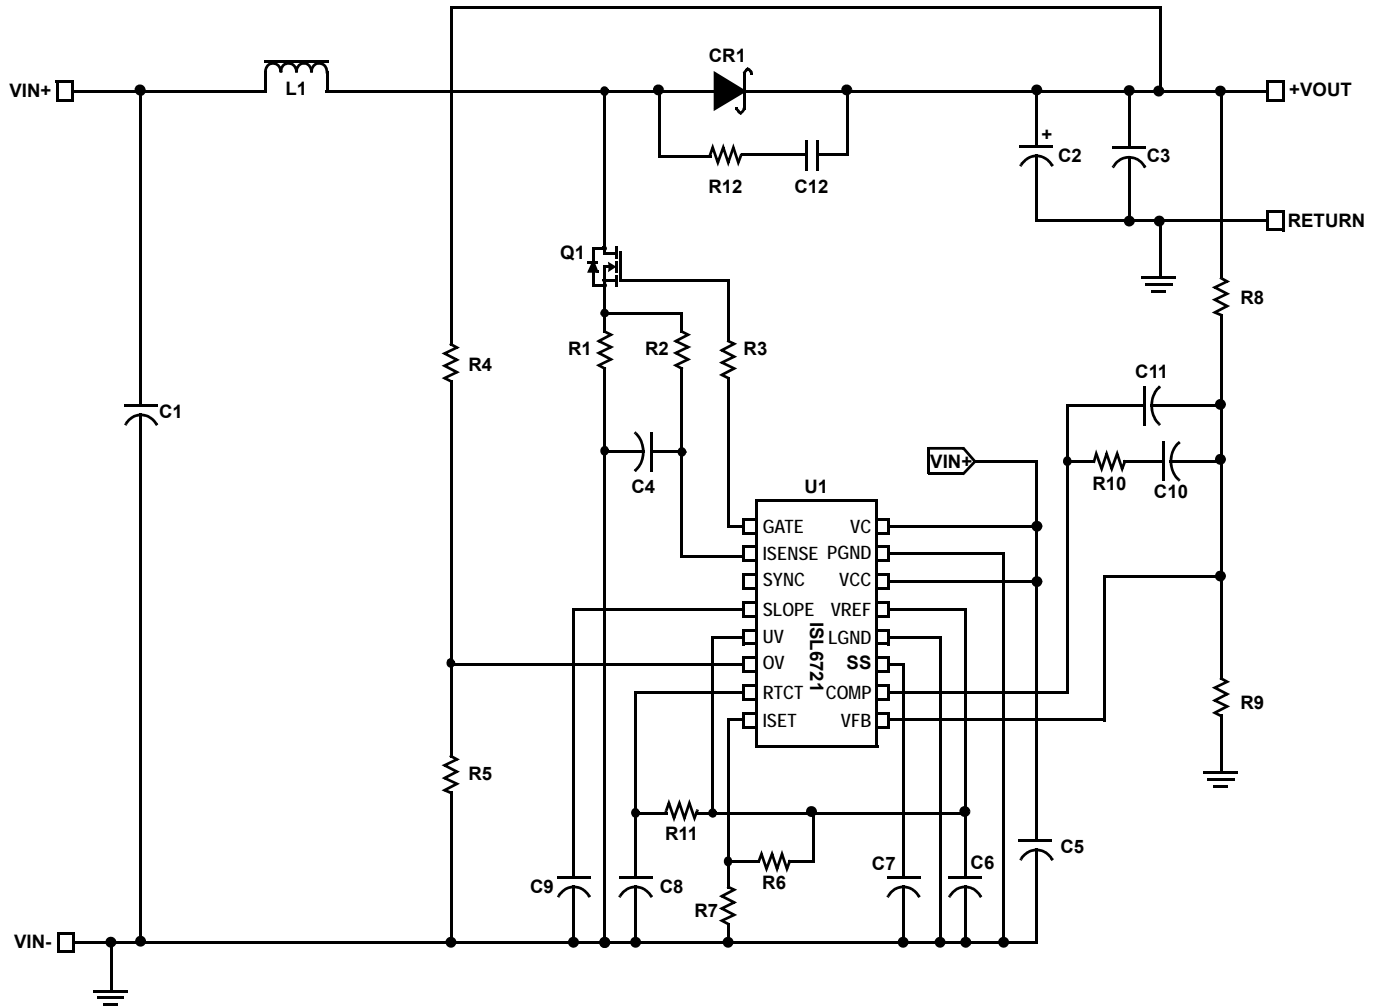 CR1
VIN+
L1
+VOUT
C2
+
C3
R12
C12
RETURN
Q1
R8
R1
R2
R3
R4
C11
C1
VIN+
R10
C10
C4
U1
GATE
VC
ISENSE
PGND
SYNC
VCC
SLOPE
VREF
UV
LGND
OV
SS
RTCT
COMP
ISET
VFB
ISL6721
R9
R5
R11
C5
R6
C7
C6
C9
C8
R7
VIN-